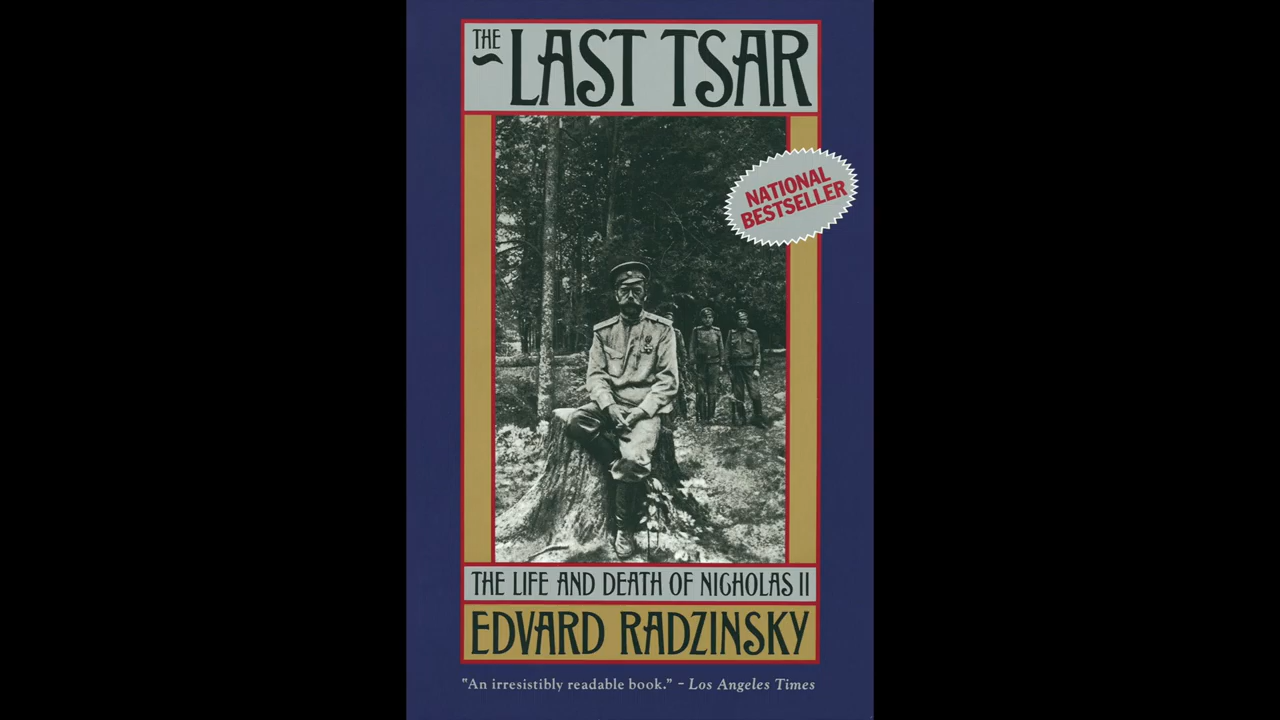 THE LAST TSAR
NATIONAL
BESTSELLER
THE LIFE AND DEATH OF NICHOLAS II
EDVARD RADZINSKY
"An irresistibly readable book." – Los Angeles Times